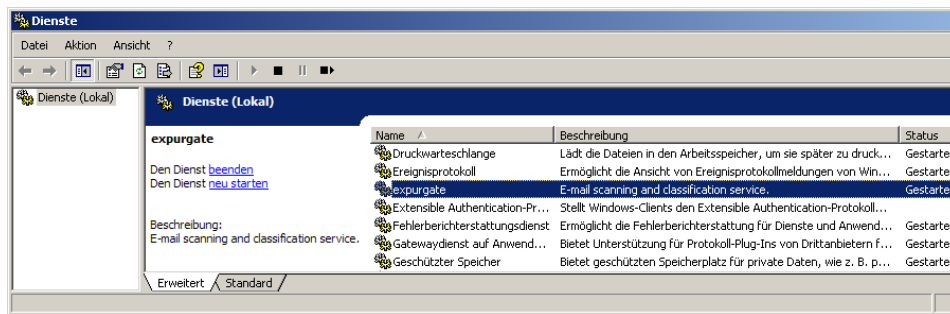 Dienste
Datei Aktion Ansicht ?
Dienste (Lokal)
Dienste (Lokal)
expurgate
Den Dienst beenden
Den Dienst neu starten
Beschreibung:
E-mail scanning and classification service.
Name Beschreibung Status
Druckwarteschlange Lädt die Dateien in den Arbeitsspeicher, um sie später zu druck... Gestarte
Ereignisprotokoll Ermöglicht die Ansicht von Ereignisprotokollmeldungen von Win... Gestarte
expurgate E-mail scanning and classification service. Gestarte
Extensible Authentication-Pr... Stellt Windows-Clients den Extensible Authentication-Protokoll...
Fehlerberichterstattungsdienst Ermöglicht die Fehlerberichterstattung für Dienste und Anwend... Gestarte
Gatewaydienst auf Anwend... Bietet Unterstützung für Protokoll-Plug-Ins von Drittanbietern f... Gestarte
Geschützter Speicher Bietet geschützten Speicherplatz für private Daten, wie z. B. p... Gestarte
Erweitert Standard